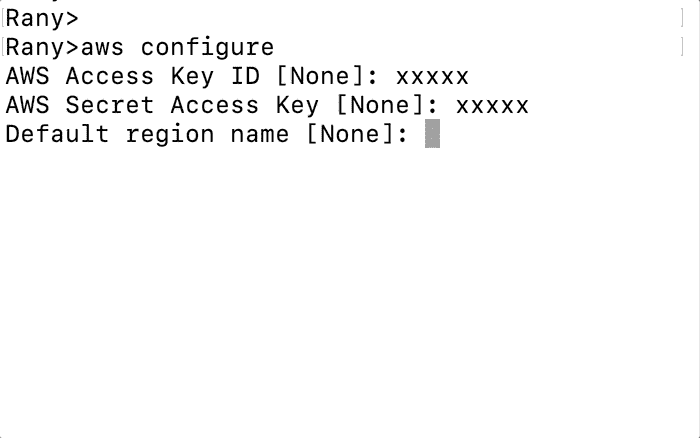 Rany>
Rany>aws configure
AWS Access Key ID [None]: xxxxx
AWS Secret Access Key [None]: xxxxx
Default region name [None]: